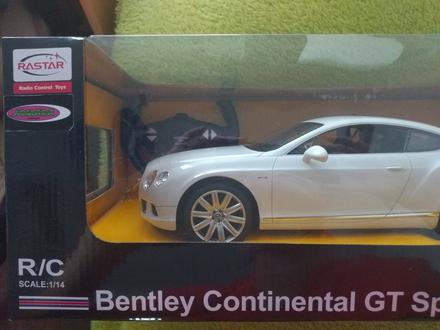 RASTAR
Radio Control Toys
R/C
SCALE:1/14
Bentley Continental GT Sp